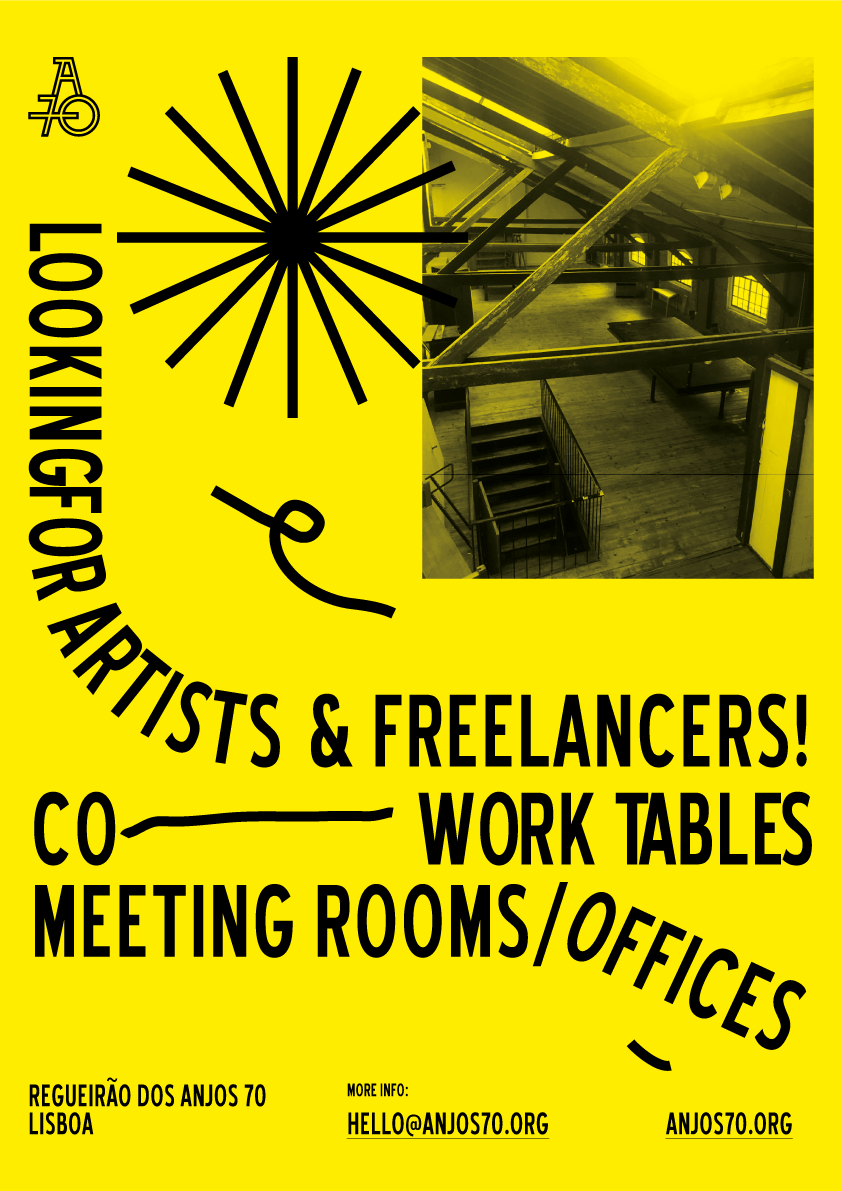 A
70
LOOKINGFOR ARTISTS & FREELANCERS!
CO WORK TABLES
MEETING ROOMS/OFFICES
REGUEIRÃO DOS ANJOS 70
LISBOA
MORE INFO:
HELLO@ANJOS70.ORG
ANJOS70.ORG